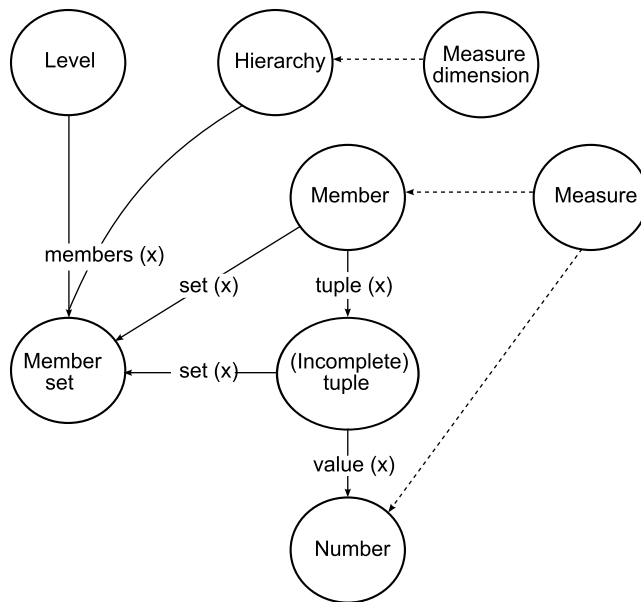 Level
Hierarchy
Measure
dimension
Member
Measure
members (x)
set (x)
tuple (x)
Member
set
set (x)
(Incomplete)
tuple
value (x)
Number